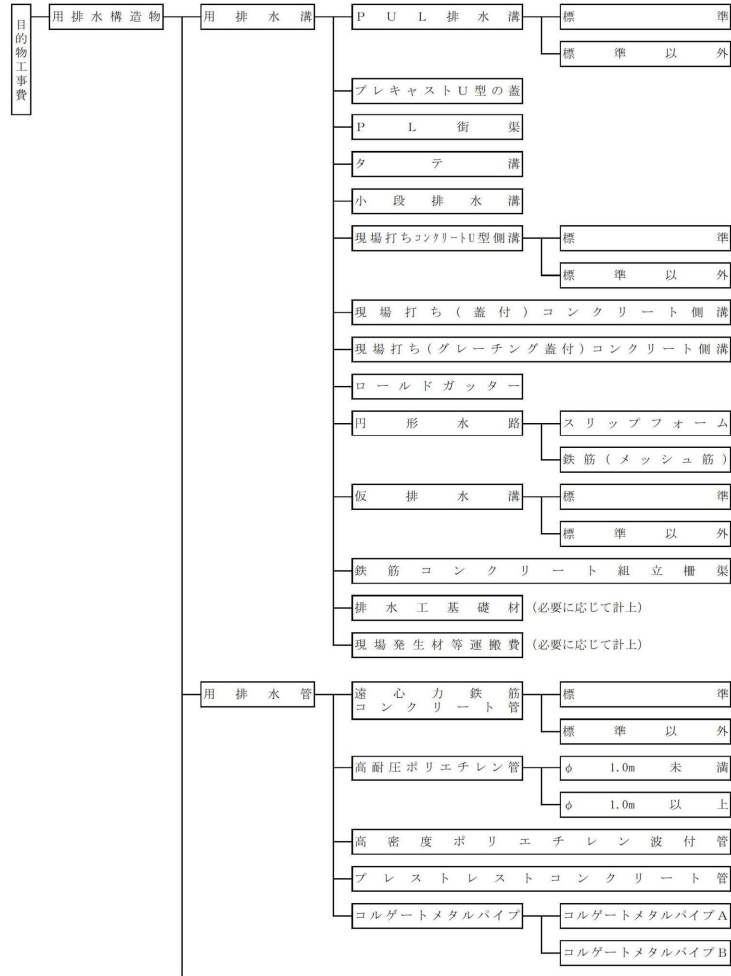 目的物工事費
用排水構造物
用排水溝
PUL排水溝
標準
標準以外
プレキャストU型の蓋
PL街渠
タテ溝
小段排水溝
現場打ちコンクリートU型側溝
標準
標準以外
現場打ち(蓋付)コンクリート側溝
現場打ち(グレーチング蓋付)コンクリート側溝
ロールドガッター
円形水路
スリップフォーム
鉄筋(メッシュ筋)
仮排水溝
標準
標準以外
鉄筋コンクリート組立柵渠
排水工基礎材 (必要に応じて計上)
現場発生材等運搬費 (必要に応じて計上)
用排水管
遠心力鉄筋
コンクリート管
標準
標準以外
高耐圧ポリエチレン管
φ 1.0m 未満
φ 1.0m 以上
高密度ポリエチレン波付管
プレストレストコンクリート管
コルゲートメタルパイプ
コルゲートメタルパイプA
コルゲートメタルパイプB